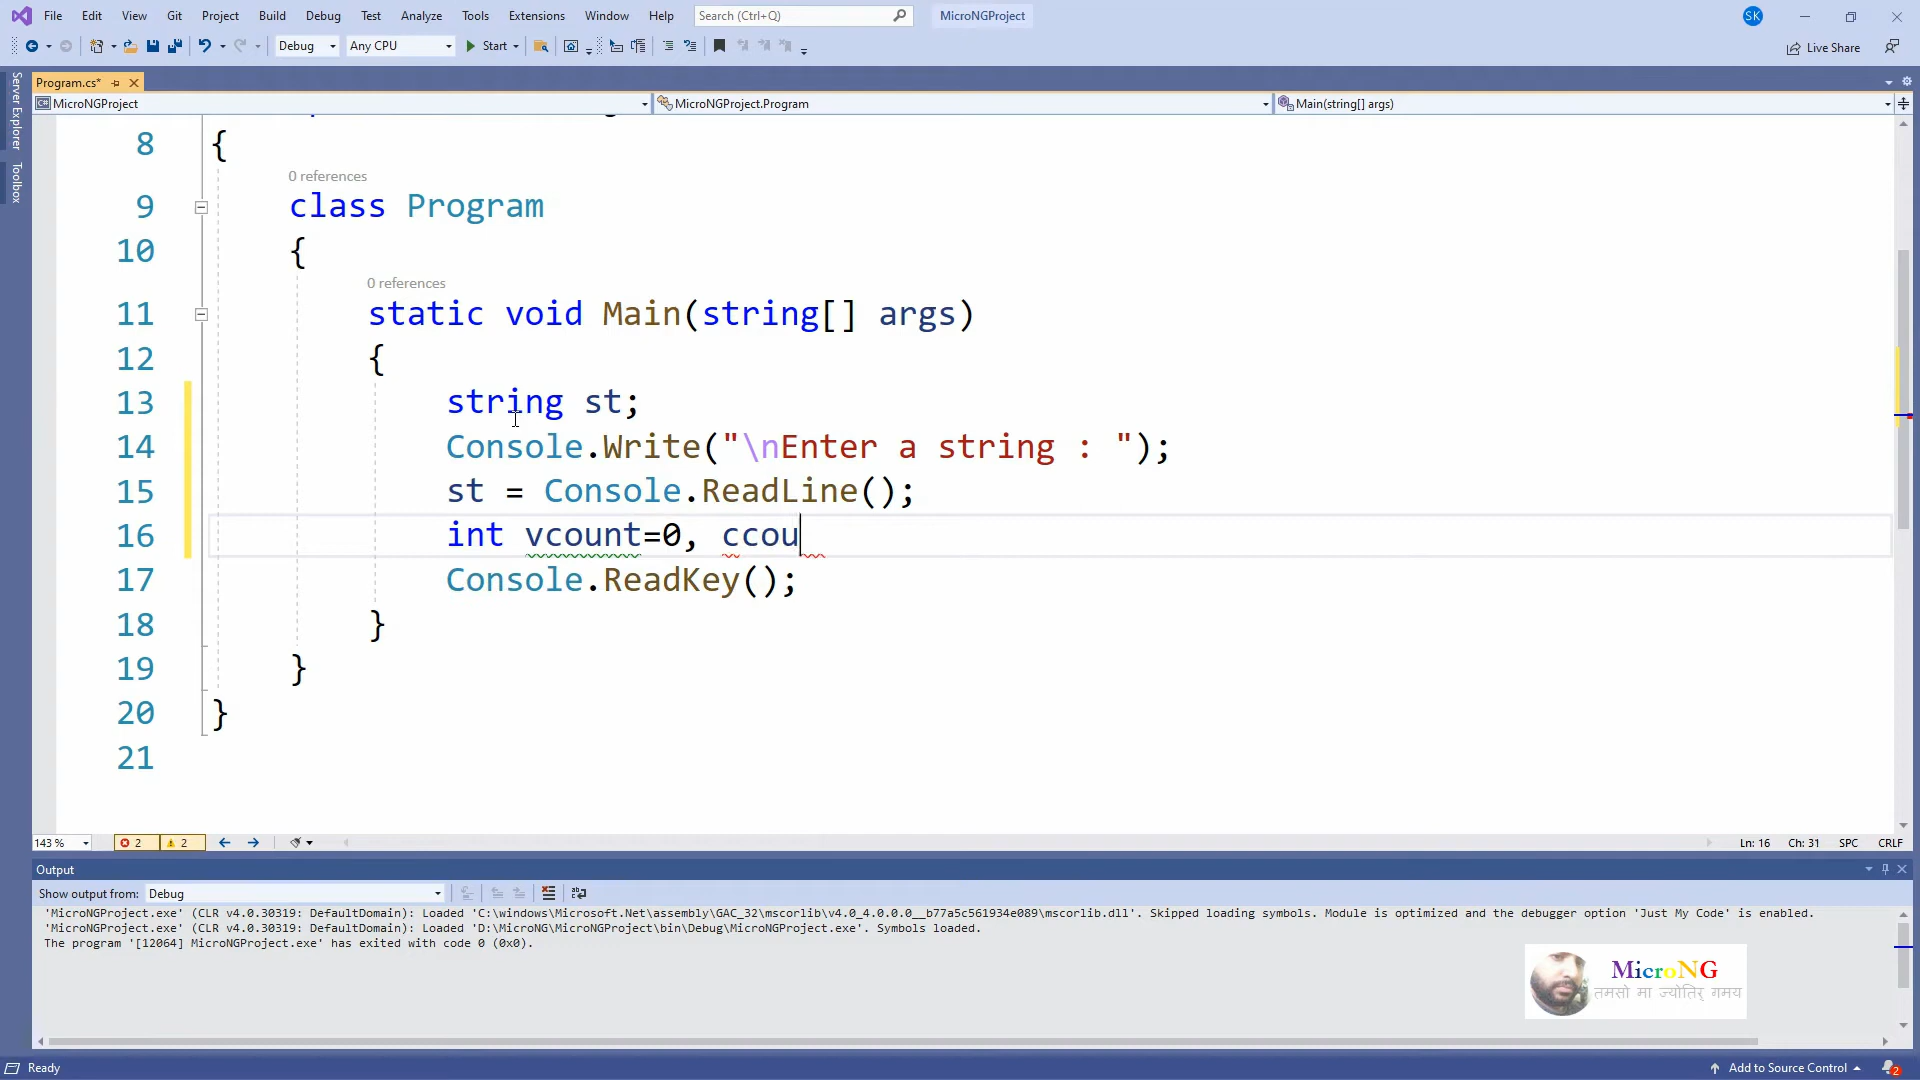 File Edit View Git Project Build Debug Test Analyze Tools Extensions Window Help Search (Ctrl+Q) MicroNGProject SK
Debug Any CPU Start Live Share
Program.cs*
MicroNGProject MicroNGProject.Program Main(string[] args)
Server Explorer
Toolbox
8 {
0 references
9 class Program
10 {
0 references
11 static void Main(string[] args)
12 {
13 string st;
14 Console.Write("\nEnter a string : ");
15 st = Console.ReadLine();
16 int vcount=0, ccou
17 Console.ReadKey();
18 }
19 }
20 }
21
143 % 2 2 Ln: 16 Ch: 31 SPC CRLF
Output
Show output from: Debug
'MicroNGProject.exe' (CLR v4.0.30319: DefaultDomain): Loaded 'C:\windows\Microsoft.Net\assembly\GAC_32\mscorlib\v4.0_4.0.0.0__b77a5c561934e089\mscorlib.dll'. Skipped loading symbols. Module is optimized and the debugger option 'Just My Code' is enabled.
'MicroNGProject.exe' (CLR v4.0.30319: DefaultDomain): Loaded 'D:\MicroNG\MicroNGProject\bin\Debug\MicroNGProject.exe'. Symbols loaded.
The program '[12064] MicroNGProject.exe' has exited with code 0 (0x0).
MicroNG
तमसो मा ज्योतिर् गमय
Ready Add to Source Control 2